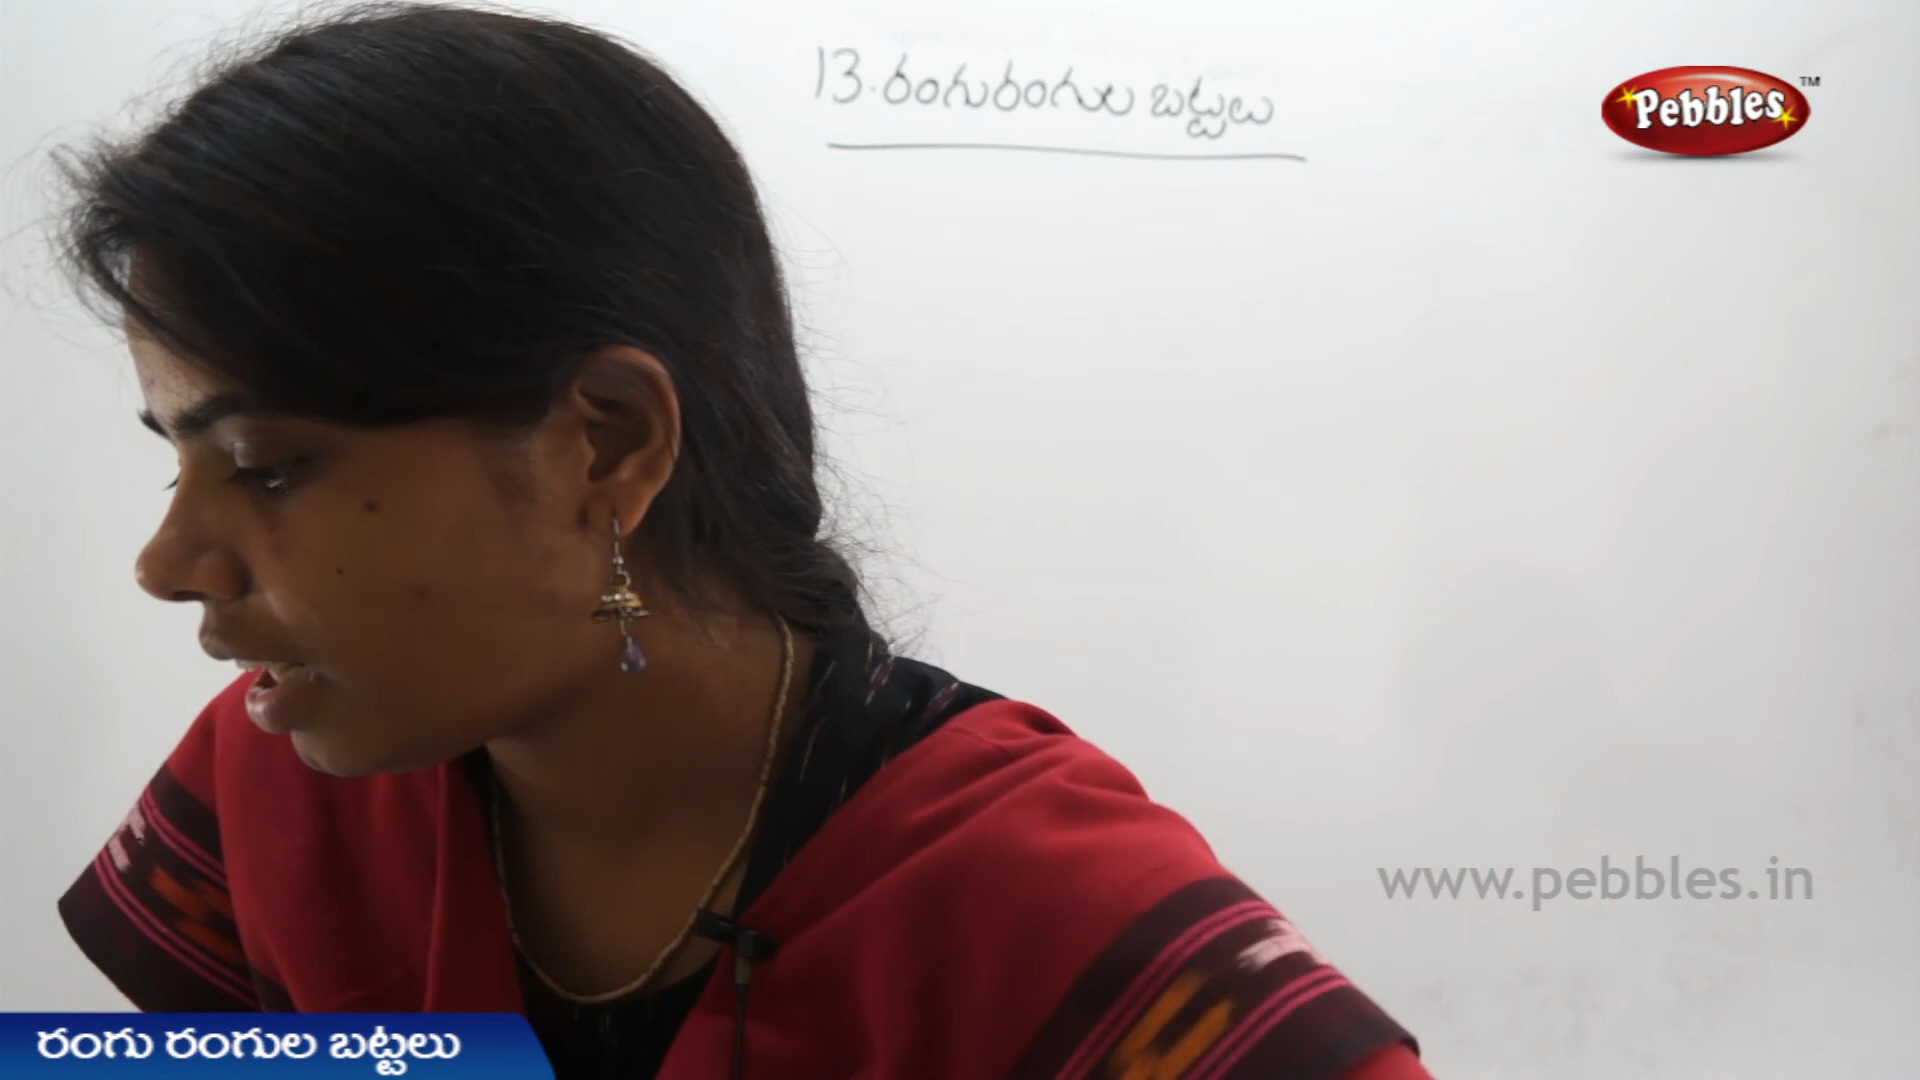 13. రంగురంగుల బట్టలు
Pebbles TM
www.pebbles.in
రంగు రంగుల బట్టలు